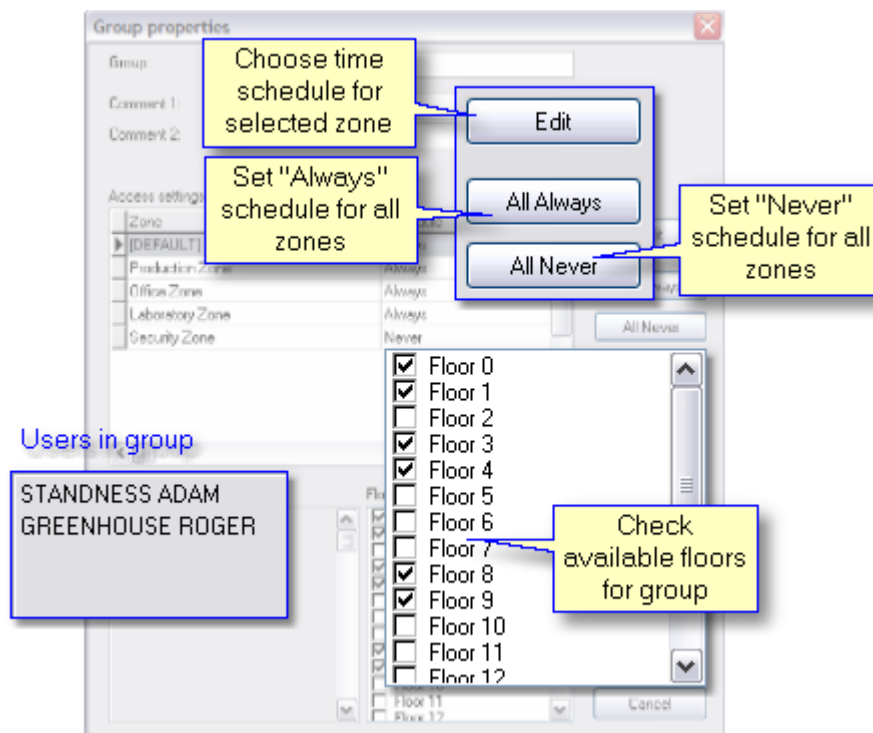 Group properties
Group:
Choose time
schedule for
selected zone
Comment 1:
Comment 2:
Edit
Set "Always"
schedule for all
zones
All Always
Set "Never"
schedule for all
zones
All Never
Access settings
Zone
[DEFAULT]
Production Zone
Always
Office Zone
Always
Laboratory Zone
Always
Security Zone
Never
All Never
Floor 0
Floor 1
Floor 2
Floor 3
Floor 4
Floor 5
Floor 6
Floor 7
Floor 8
Floor 9
Floor 10
Floor 11
Floor 12
Check
available floors
for group
Users in group
STANDNESS ADAM
GREENHOUSE ROGER
Floor 11
Floor 12
Cancel